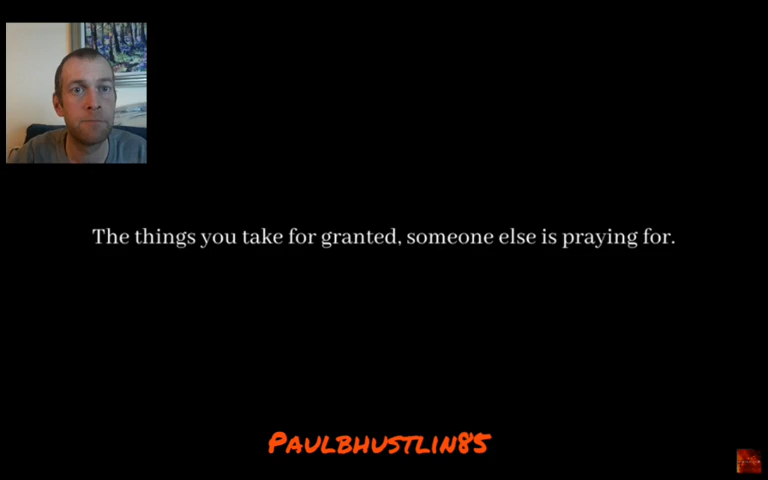 The things you take for granted, someone else is praying for.
PAULBHUSTLIN85